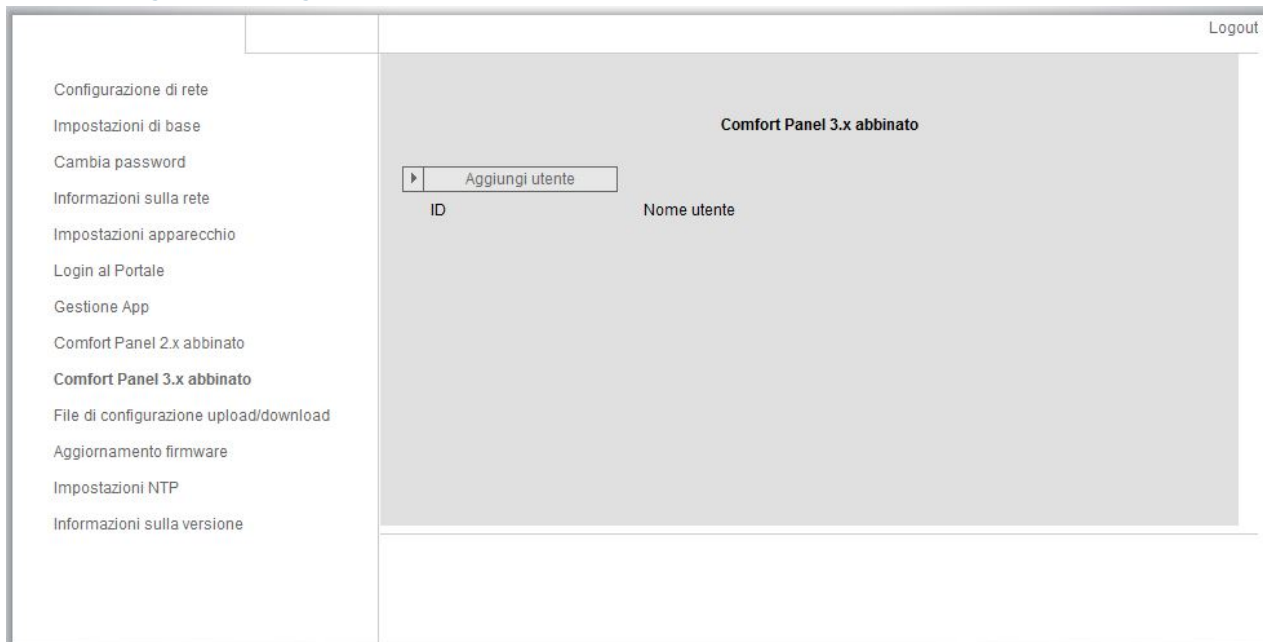 Logout
Configurazione di rete
Impostazioni di base
Cambia password
Informazioni sulla rete
Impostazioni apparecchio
Login al Portale
Gestione App
Comfort Panel 2.x abbinato
Comfort Panel 3.x abbinato
File di configurazione upload/download
Aggiornamento firmware
Impostazioni NTP
Informazioni sulla versione
Comfort Panel 3.x abbinato
Aggiungi utente
ID Nome utente